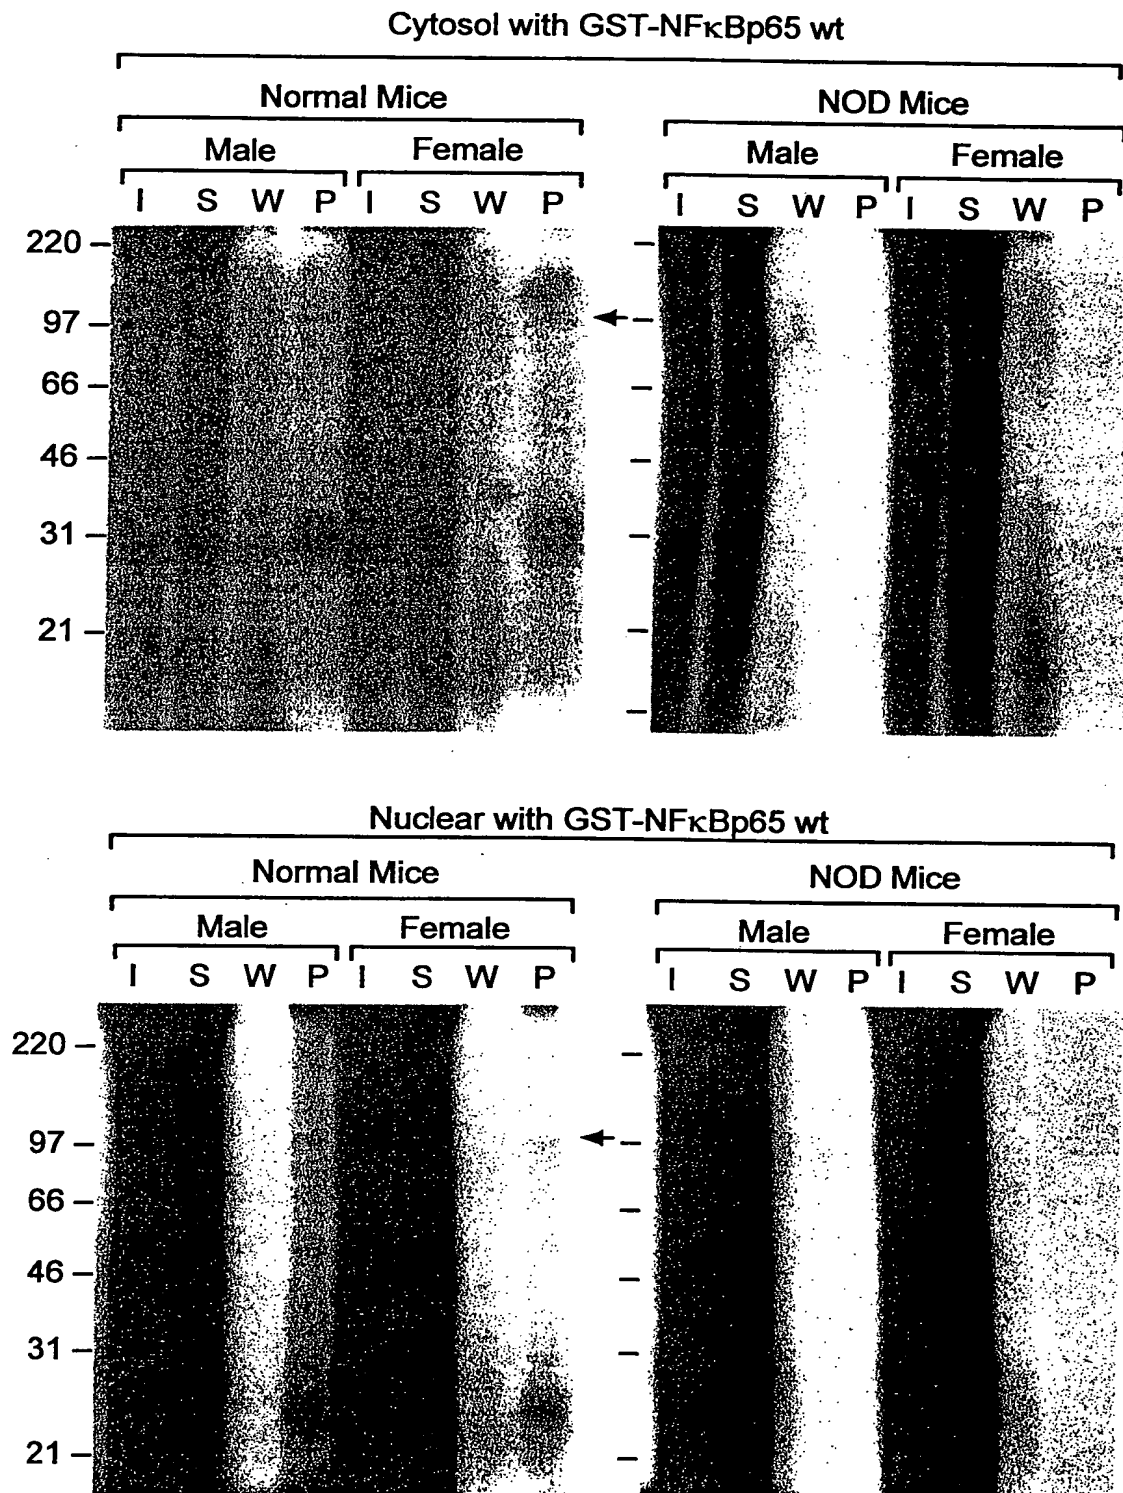 Cytosol with GST-NFκBp65 wt
Normal Mice
NOD Mice
Male
Female
Male
Female
I S W P I S W P
I S W P I S W P
220
97
66
46
31
21
Nuclear with GST-NFκBp65 wt
Normal Mice
NOD Mice
Male
Female
Male
Female
I S W P I S W P
I S W P I S W P
220
97
66
46
31
21